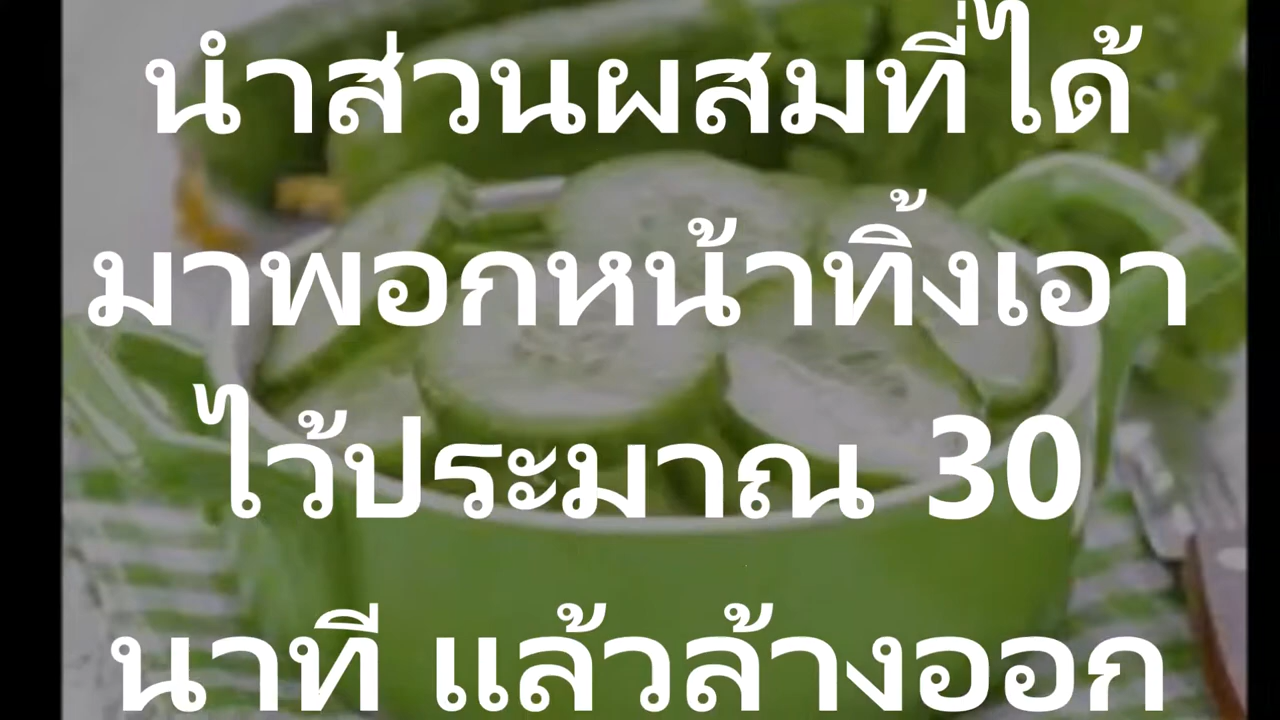 นำส่วนผสมที่ได้
มาพอกหน้าทิ้งเอา
ไว้ประมาณ 30
นาที แล้วล้างออก